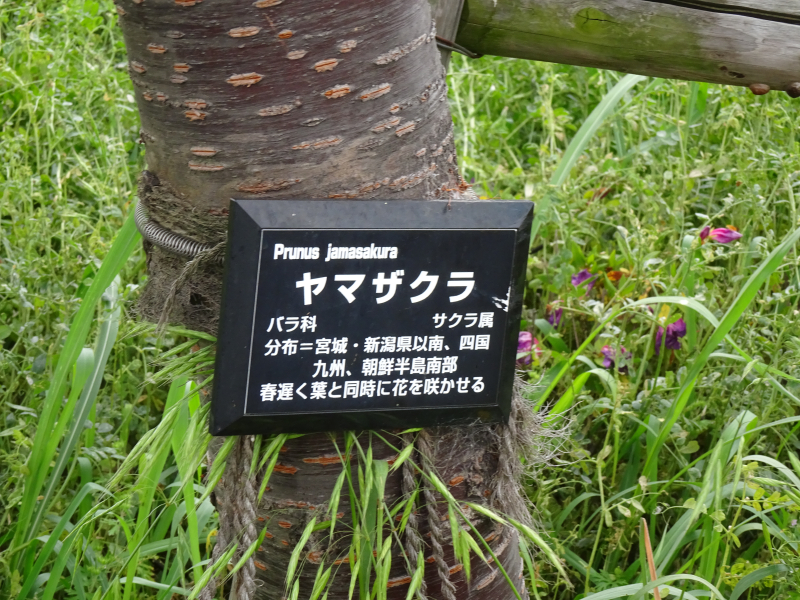 Prunus jamasakura
ヤマザクラ
バラ科 サクラ属
分布＝宮城・新潟県以南、四国
九州、朝鮮半島南部
春遅く葉と同時に花を咲かせる